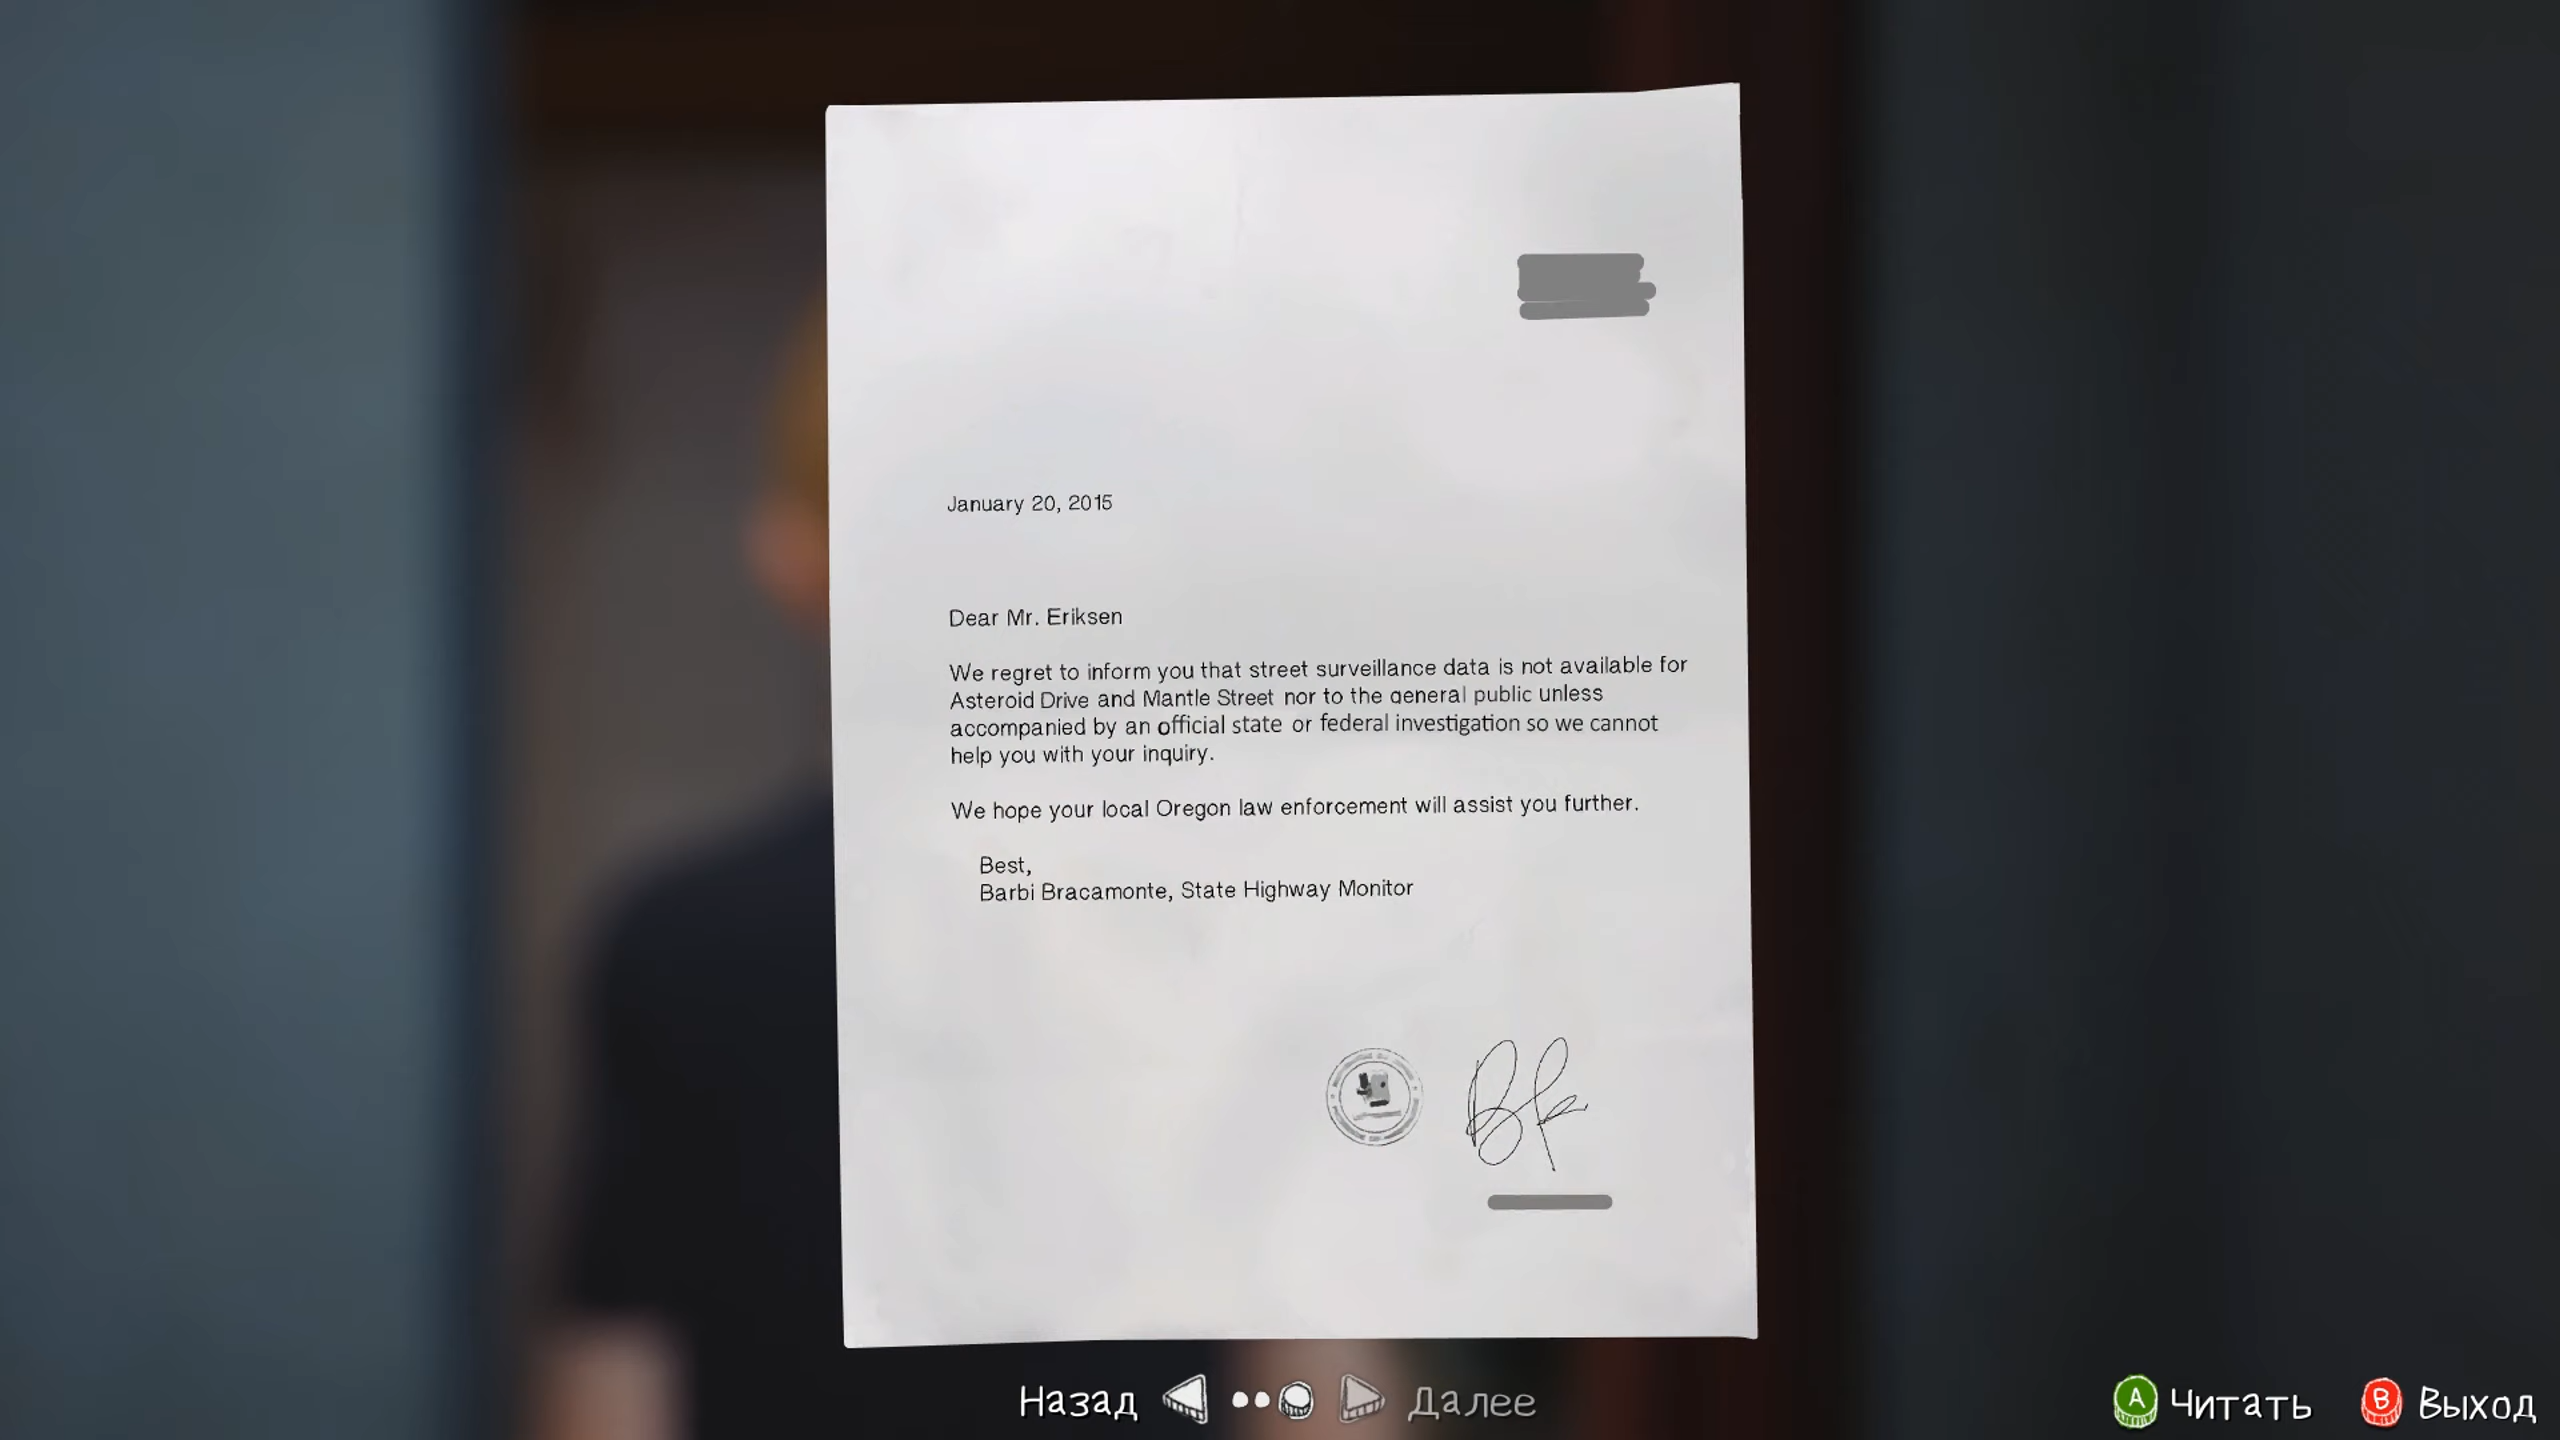 January 20, 2015
Dear Mr. Eriksen
We regret to inform you that street surveillance data is not available for
Asteroid Drive and Mantle Street nor to the general public unless
accompanied by an official state or federal investigation so we cannot
help you with your inquiry.
We hope your local Oregon law enforcement will assist you further.
Best,
Barbi Bracamonte, State Highway Monitor
Назад Далее
A Читать B Выход